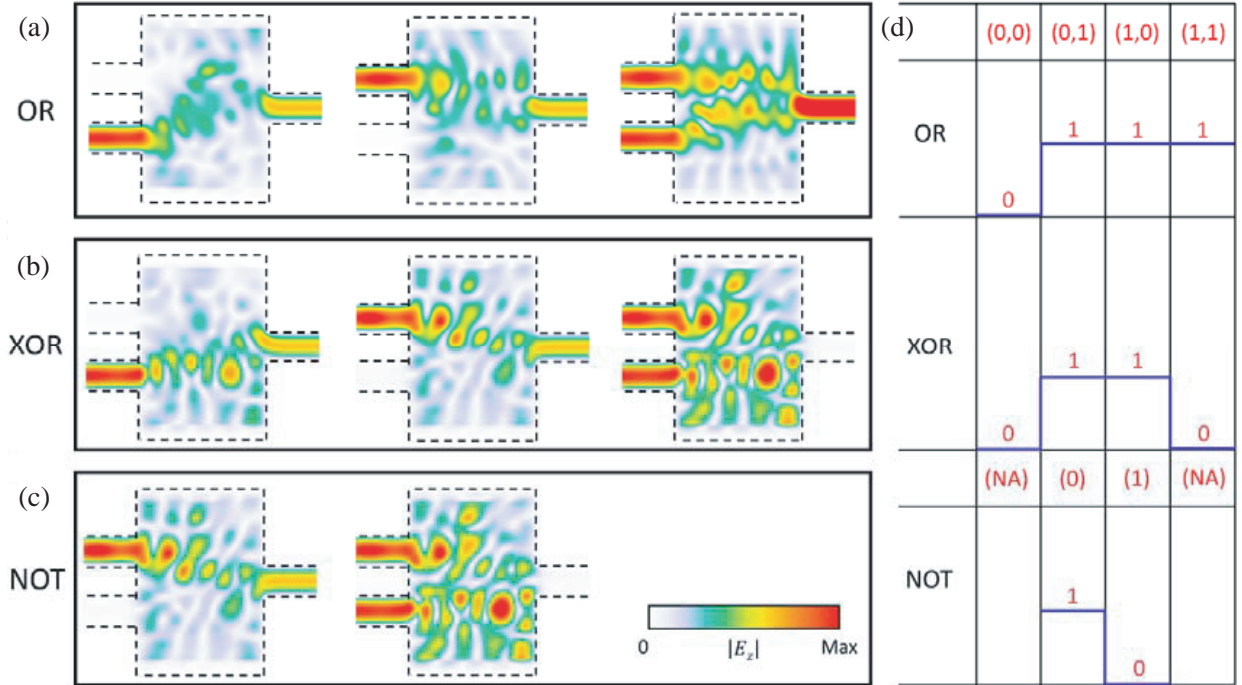 (a)
OR
(b)
XOR
(c)
NOT
0 |E_z| Max
(d)
(0,0) (0,1) (1,0) (1,1)
OR
0 1 1 1
XOR
0 1 1 0
(NA) (0) (1) (NA)
NOT
1 0